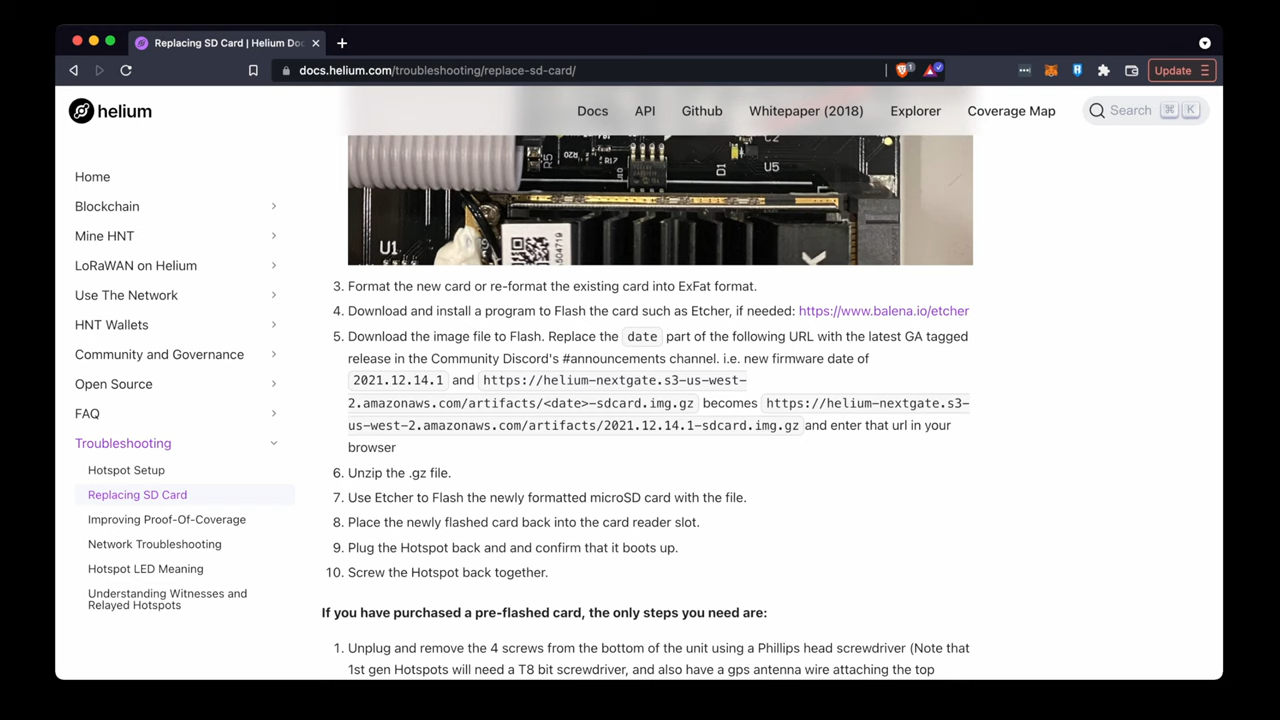 Replacing SD Card | Helium Doc
docs.helium.com/troubleshooting/replace-sd-card/
1
Update
helium
Docs
API
Github
Whitepaper (2018)
Explorer
Coverage Map
Search ⌘ K
Home
Blockchain
Mine HNT
LoRaWAN on Helium
Use The Network
HNT Wallets
Community and Governance
Open Source
FAQ
Troubleshooting
Hotspot Setup
Replacing SD Card
Improving Proof-Of-Coverage
Network Troubleshooting
Hotspot LED Meaning
Understanding Witnesses and
Relayed Hotspots
R5
R20
R17
C2
D1
U5
U1
504719
K
3. Format the new card or re-format the existing card into ExFat format.
4. Download and install a program to Flash the card such as Etcher, if needed: https://www.balena.io/etcher
5. Download the image file to Flash. Replace the date part of the following URL with the latest GA tagged
release in the Community Discord's #announcements channel. i.e. new firmware date of
2021.12.14.1 and https://helium-nextgate.s3-us-west-
2.amazonaws.com/artifacts/<date>-sdcard.img.gz becomes https://helium-nextgate.s3-
us-west-2.amazonaws.com/artifacts/2021.12.14.1-sdcard.img.gz and enter that url in your
browser
6. Unzip the .gz file.
7. Use Etcher to Flash the newly formatted microSD card with the file.
8. Place the newly flashed card back into the card reader slot.
9. Plug the Hotspot back and and confirm that it boots up.
10. Screw the Hotspot back together.
If you have purchased a pre-flashed card, the only steps you need are:
1. Unplug and remove the 4 screws from the bottom of the unit using a Phillips head screwdriver (Note that
1st gen Hotspots will need a T8 bit screwdriver, and also have a gps antenna wire attaching the top